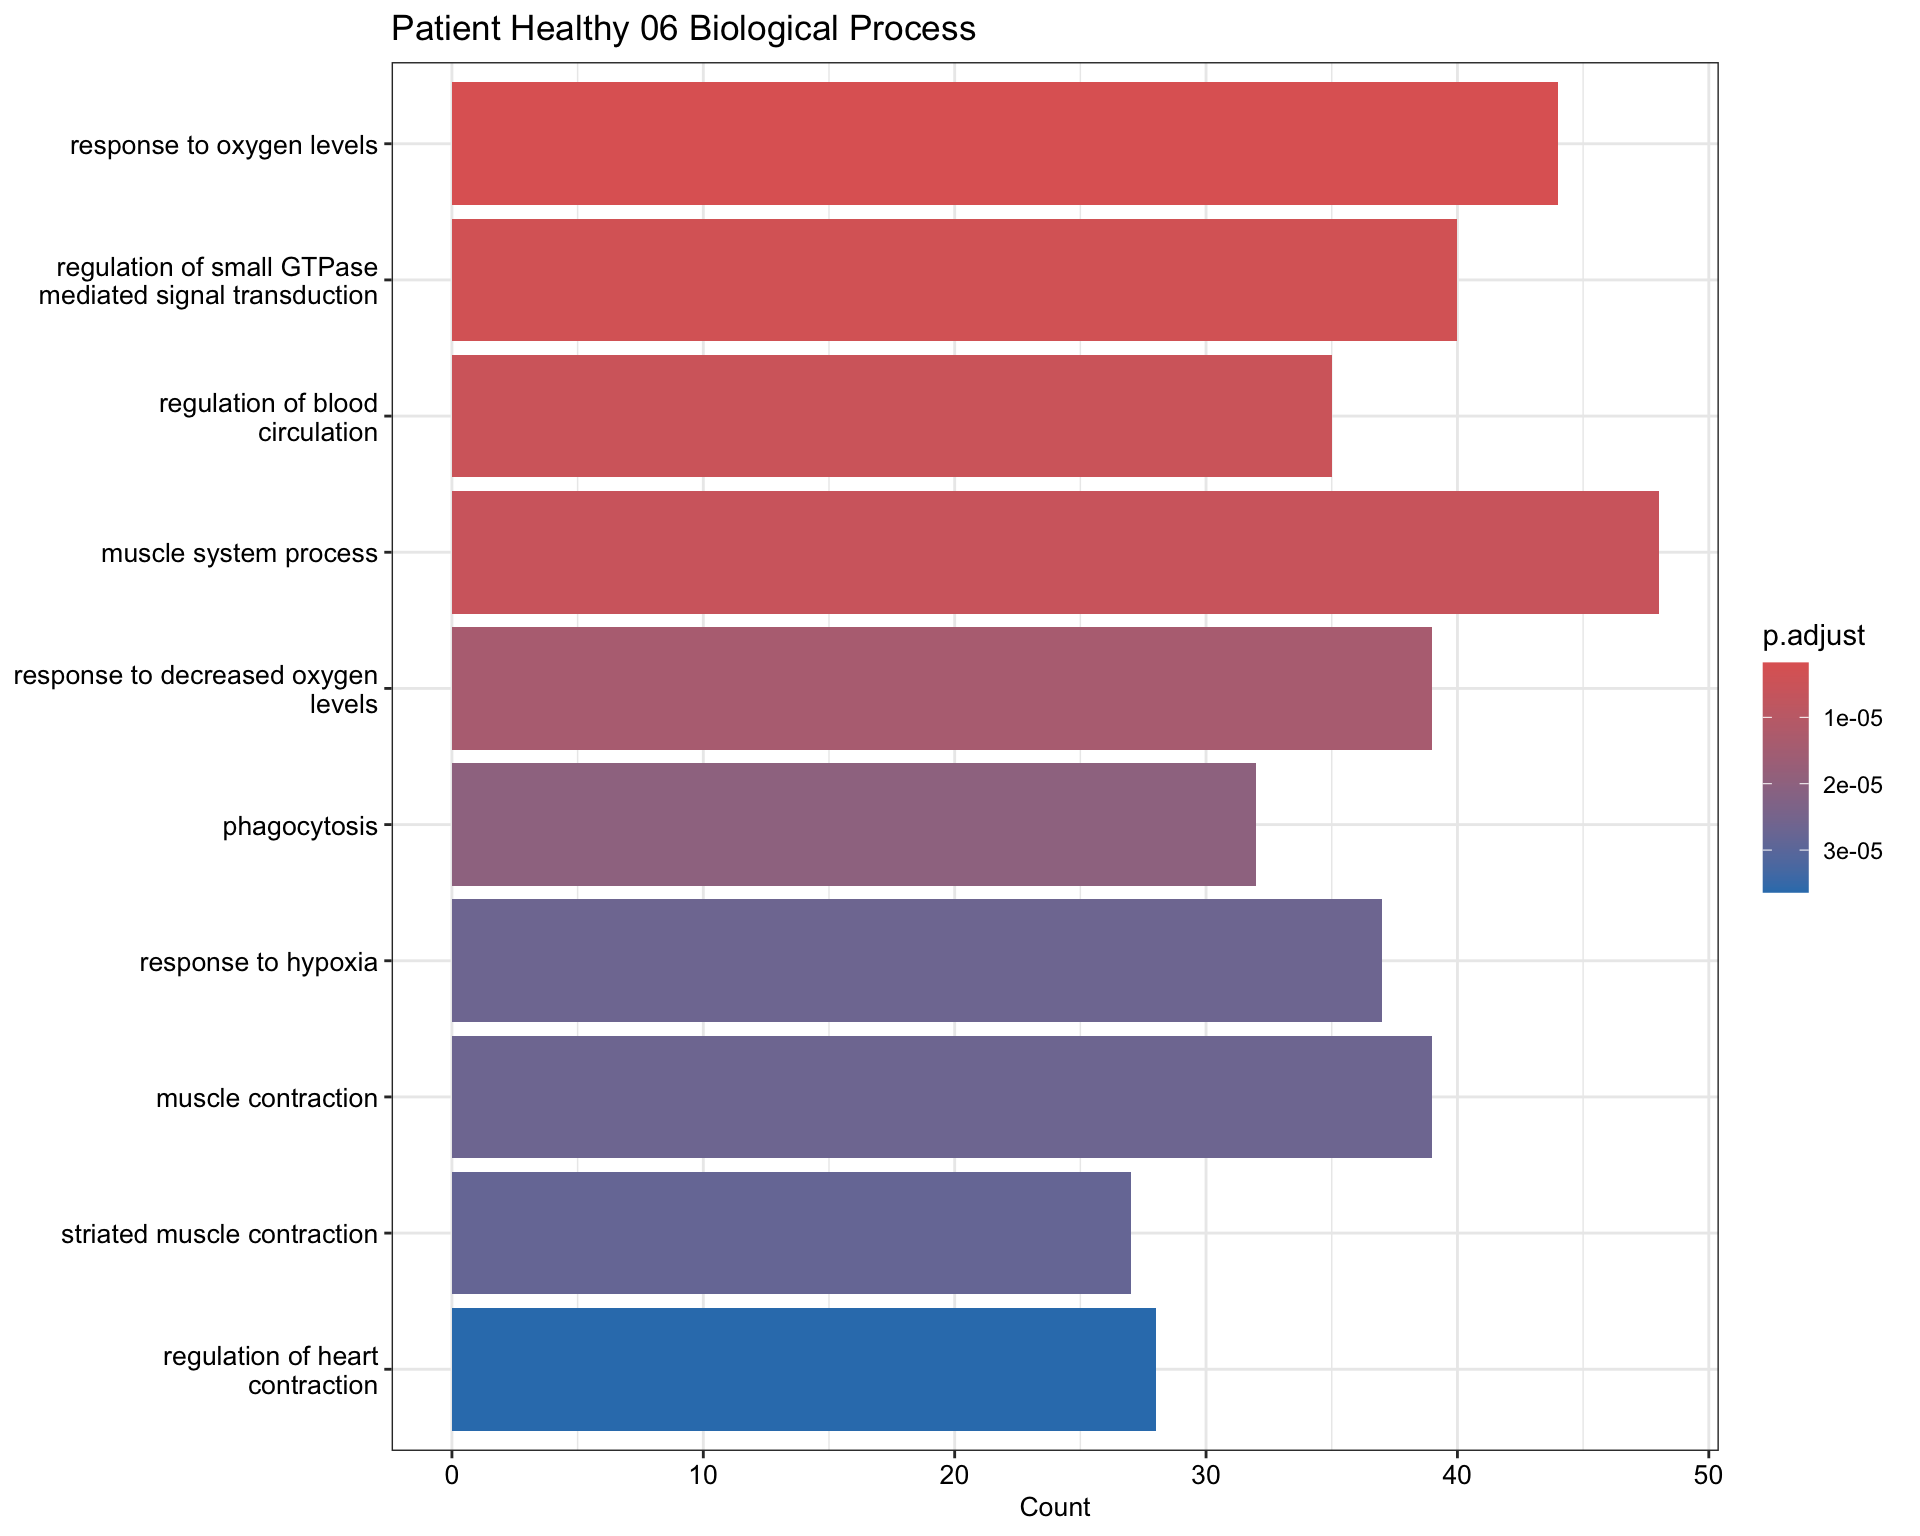 Patient Healthy 06 Biological Process
response to oxygen levels
regulation of small GTPase
mediated signal transduction
regulation of blood
circulation
muscle system process
response to decreased oxygen
levels
phagocytosis
response to hypoxia
muscle contraction
striated muscle contraction
regulation of heart
contraction
0 10 20 30 40 50
Count
p.adjust
1e-05
2e-05
3e-05